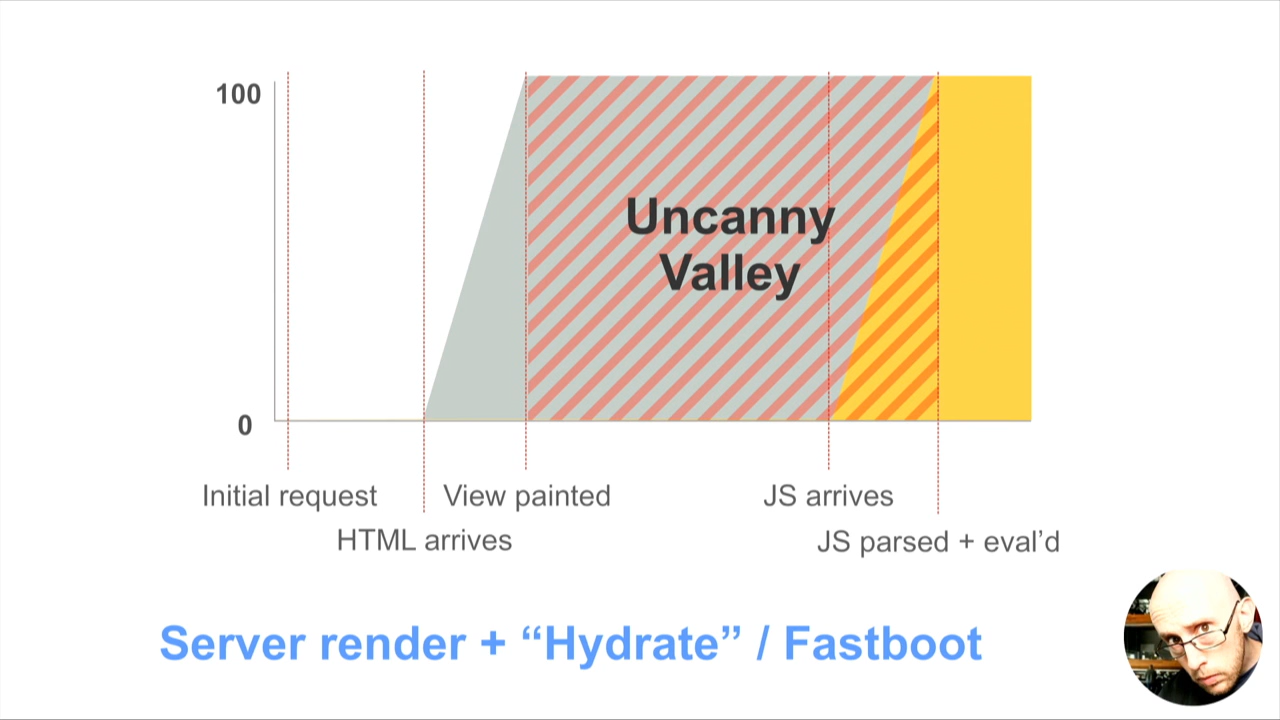 100
Uncanny
Valley
0
Initial request
View painted
JS arrives
HTML arrives
JS parsed + eval’d
Server render + “Hydrate” / Fastboot